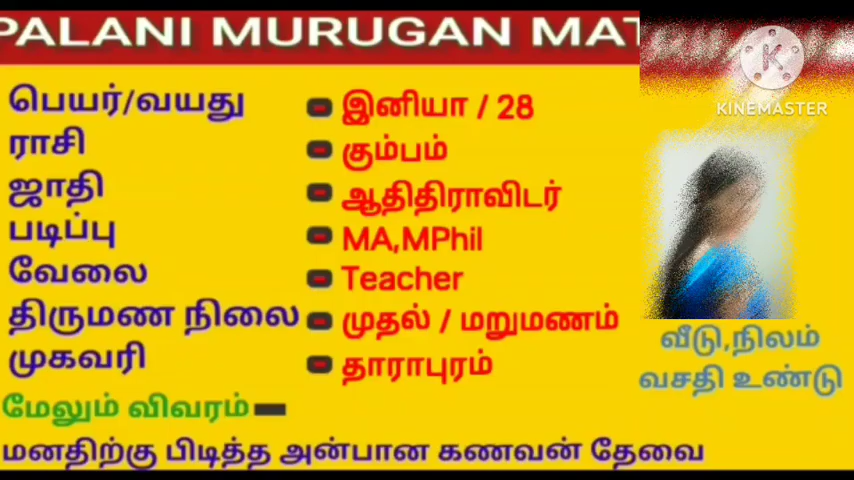 PALANI MURUGAN MAT
KINEMASTER
பெயர்/வயது - இனியா / 28
ராசி - கும்பம்
ஜாதி - ஆதிதிராவிடர்
படிப்பு - MA,MPhil
வேலை - Teacher
திருமண நிலை - முதல் / மறுமணம்
முகவரி - தாராபுரம்
வீடு,நிலம்
வசதி உண்டு
மேலும் விவரம் -
மனதிற்கு பிடித்த அன்பான கணவன் தேவை